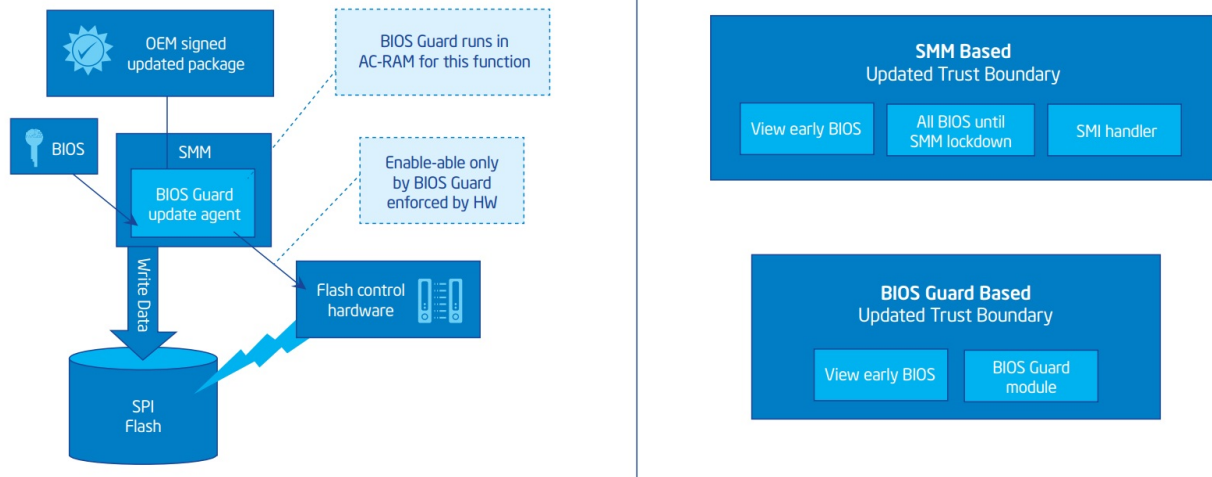 OEM signed
updated package
BIOS Guard runs in
AC-RAM for this function
BIOS
SMM
BIOS Guard
update agent
Enable-able only
by BIOS Guard
enforced by HW
Write Data
Flash control
hardware
SPI
Flash
SMM Based
Updated Trust Boundary
View early BIOS
All BIOS until
SMM lockdown
SMI handler
BIOS Guard Based
Updated Trust Boundary
View early BIOS
BIOS Guard
module